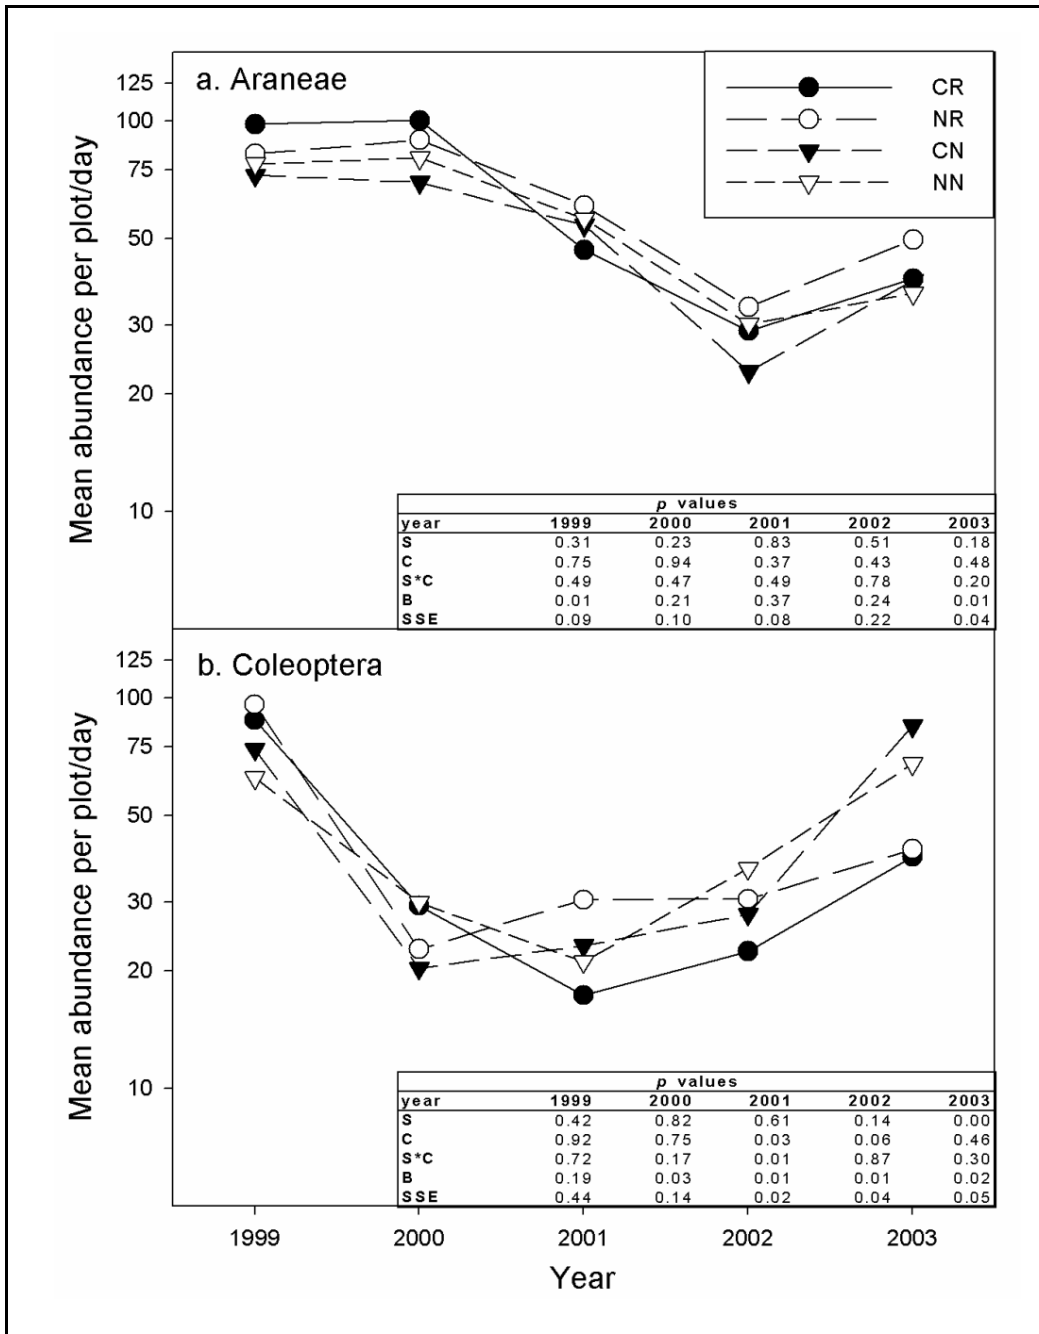 a. Araneae
CR
NR
CN
NN
Mean abundance per plot/day
125
100
75
50
30
20
10
p values
year 1999 2000 2001 2002 2003
S 0.31 0.23 0.83 0.51 0.18
C 0.75 0.94 0.37 0.43 0.48
S*C 0.49 0.47 0.49 0.78 0.20
B 0.01 0.21 0.37 0.24 0.01
SSE 0.09 0.10 0.08 0.22 0.04
b. Coleoptera
Mean abundance per plot/day
125
100
75
50
30
20
10
p values
year 1999 2000 2001 2002 2003
S 0.42 0.82 0.61 0.14 0.00
C 0.92 0.75 0.03 0.06 0.46
S*C 0.72 0.17 0.01 0.87 0.30
B 0.19 0.03 0.01 0.01 0.02
SSE 0.44 0.14 0.02 0.04 0.05
1999 2000 2001 2002 2003
Year